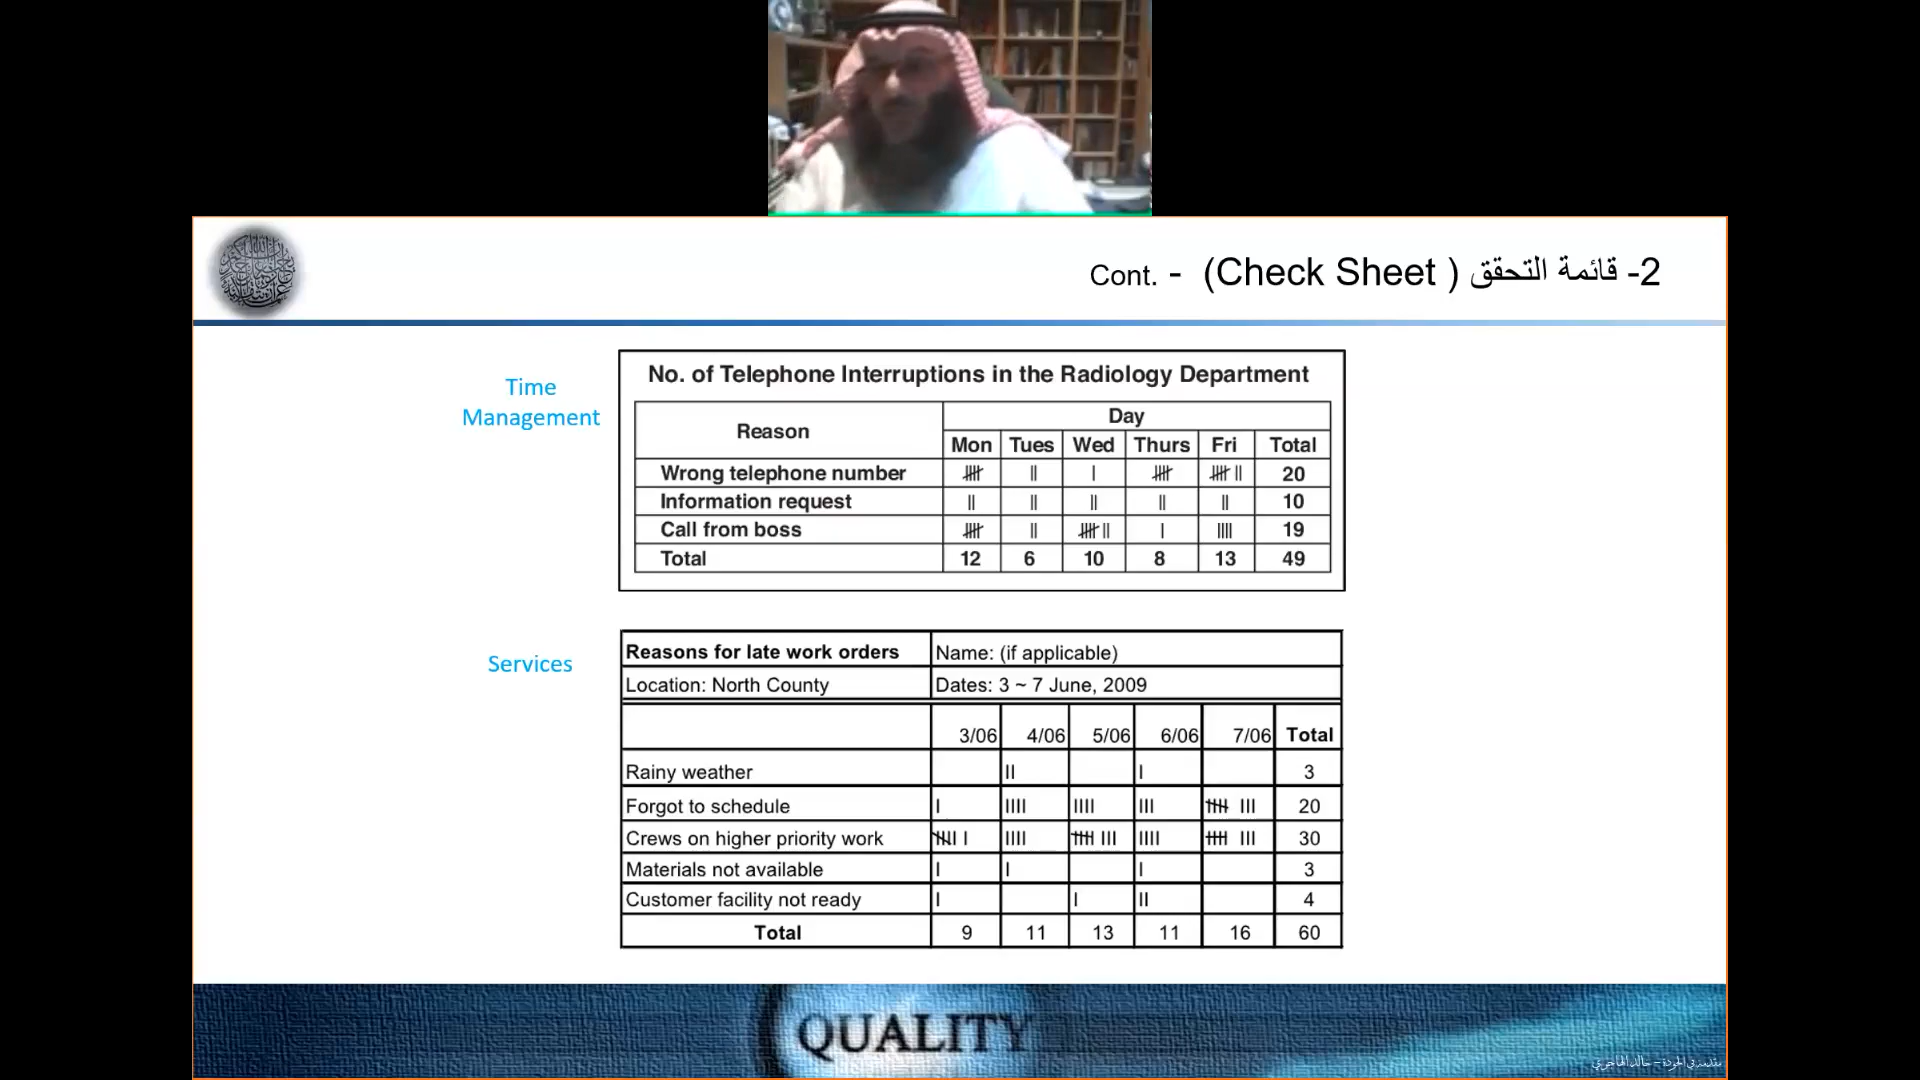 2- قائمة التحقق ( Check Sheet) - Cont.
Time
Management
No. of Telephone Interruptions in the Radiology Department
Reason Day
Mon Tues Wed Thurs Fri Total
Wrong telephone number 20
Information request 10
Call from boss 19
Total 12 6 10 8 13 49
Services
Reasons for late work orders Name: (if applicable)
Location: North County Dates: 3 ~ 7 June, 2009
3/06 4/06 5/06 6/06 7/06 Total
Rainy weather 3
Forgot to schedule 20
Crews on higher priority work 30
Materials not available 3
Customer facility not ready 4
Total 9 11 13 11 16 60
QUALITY
مقدمة في الجودة – خالد الهاجري